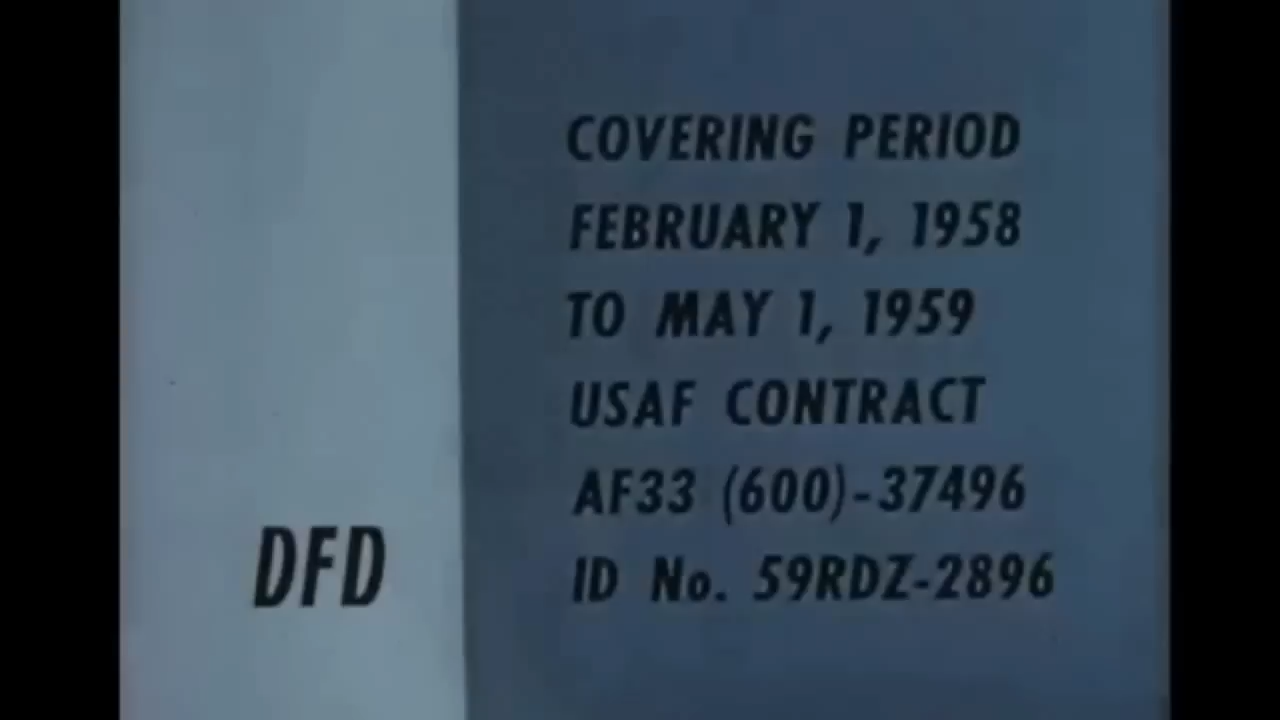 COVERING PERIOD
FEBRUARY 1, 1958
TO MAY 1, 1959
USAF CONTRACT
AF33 (600)-37496
ID No. 59RDZ-2896
DFD